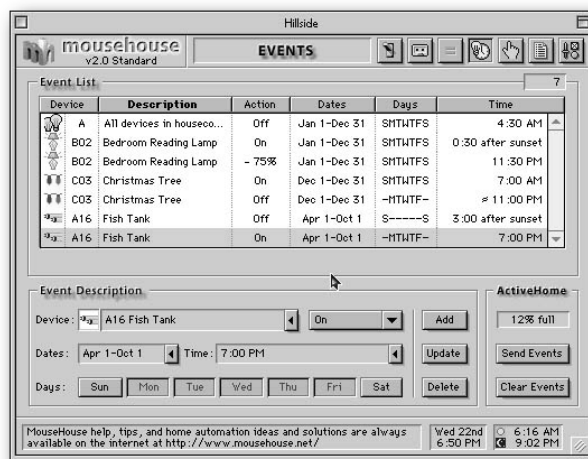 Hillside
mousehouse
v2.0 Standard
EVENTS
Event List
7
Device Description Action Dates Days Time
A All devices in houseco... Off Jan 1-Dec 31 SMTWTFS 4:30 AM
B02 Bedroom Reading Lamp On Jan 1-Dec 31 SMTWTFS 0:30 after sunset
B02 Bedroom Reading Lamp - 75% Jan 1-Dec 31 SMTWTFS 11:30 PM
C03 Christmas Tree On Dec 1-Dec 31 SMTWTFS 7:00 AM
C03 Christmas Tree Off Dec 1-Dec 31 -MTWTF- ≈ 11:00 PM
A16 Fish Tank Off Apr 1-Oct 1 S-----S 3:00 after sunset
A16 Fish Tank On Apr 1-Oct 1 -MTWTF- 7:00 PM
Event Description
ActiveHome
Device: A16 Fish Tank On Add
12% full
Dates: Apr 1-Oct 1 Time: 7:00 PM Update
Send Events
Days: Sun Mon Tue Wed Thu Fri Sat Delete
Clear Events
MouseHouse help, tips, and home automation ideas and solutions are always
available on the internet at http://www.mousehouse.net/
Wed 22nd
6:50 PM
6:16 AM
9:02 PM